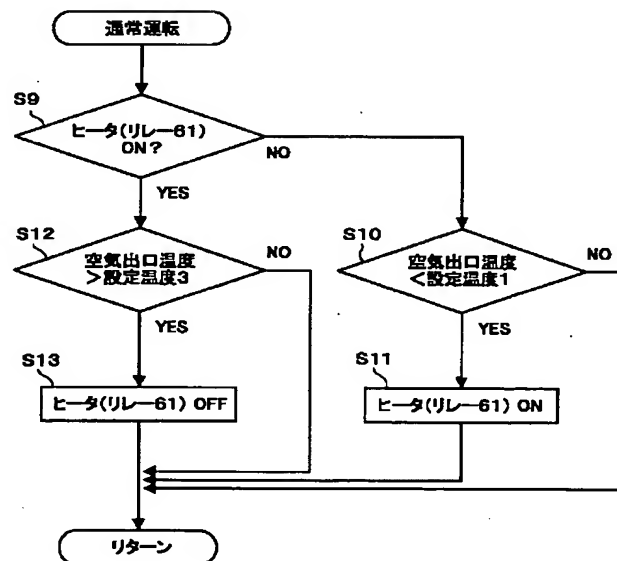 通常運転
S9
ヒータ(リレー61)
ON?
NO
YES
S12
空気出口温度
>設定温度3
NO
YES
S10
空気出口温度
<設定温度1
NO
YES
S13
ヒータ(リレー61) OFF
S11
ヒータ(リレー61) ON
リターン